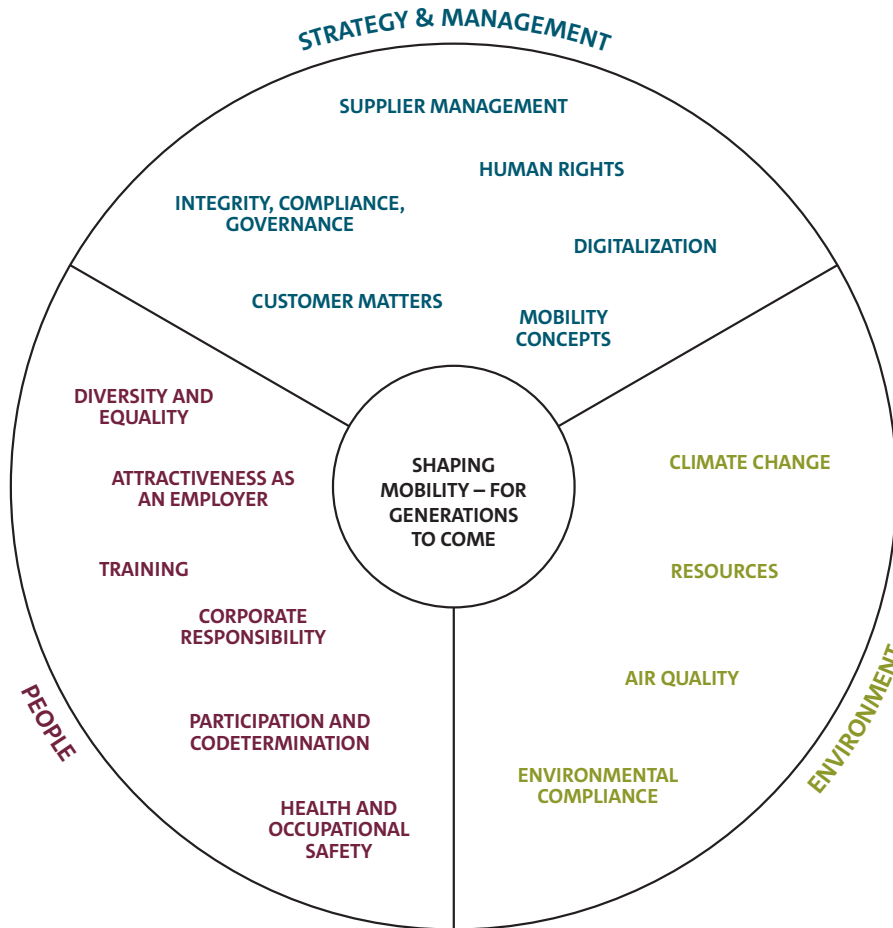 STRATEGY & MANAGEMENT
SUPPLIER MANAGEMENT
HUMAN RIGHTS
INTEGRITY, COMPLIANCE,
GOVERNANCE
DIGITALIZATION
CUSTOMER MATTERS
MOBILITY
CONCEPTS
DIVERSITY AND
EQUALITY
ATTRACTIVENESS AS
AN EMPLOYER
TRAINING
CORPORATE
RESPONSIBILITY
PARTICIPATION AND
CODETERMINATION
HEALTH AND
OCCUPATIONAL
SAFETY
PEOPLE
SHAPING
MOBILITY – FOR
GENERATIONS
TO COME
CLIMATE CHANGE
RESOURCES
AIR QUALITY
ENVIRONMENTAL
COMPLIANCE
ENVIRONMENT